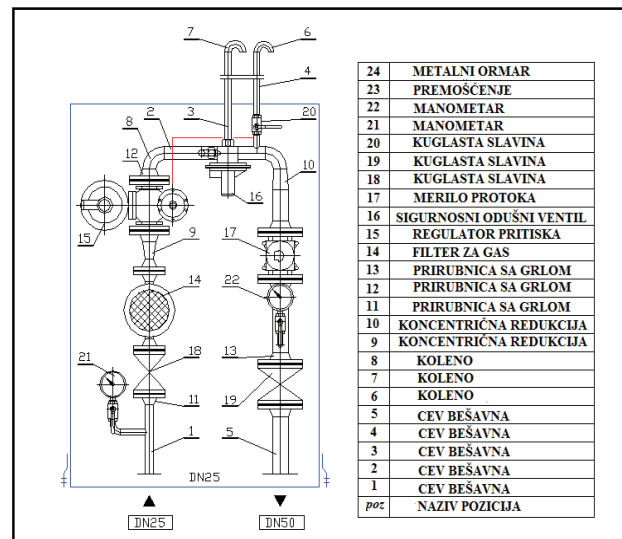 7
6
4
3
2
8
20
12
10
16
15
9
17
14
22
21
18
13
11
19
1
5
DN25
DN25
DN50
24 METALNI ORMAR
23 PREMOŠĆENJE
22 MANOMETAR
21 MANOMETAR
20 KUGLASTA SLAVINA
19 KUGLASTA SLAVINA
18 KUGLASTA SLAVINA
17 MERILO PROTOKA
16 SIGURNOSNI ODUŠNI VENTIL
15 REGULATOR PRITISKA
14 FILTER ZA GAS
13 PRIRUBNICA SA GRLOM
12 PRIRUBNICA SA GRLOM
11 PRIRUBNICA SA GRLOM
10 KONCENTRIČNA REDUKCIJA
9 KONCENTRIČNA REDUKCIJA
8 KOLENO
7 KOLENO
6 KOLENO
5 CEV BEŠAVNA
4 CEV BEŠAVNA
3 CEV BEŠAVNA
2 CEV BEŠAVNA
1 CEV BEŠAVNA
poz NAZIV POZICIJA